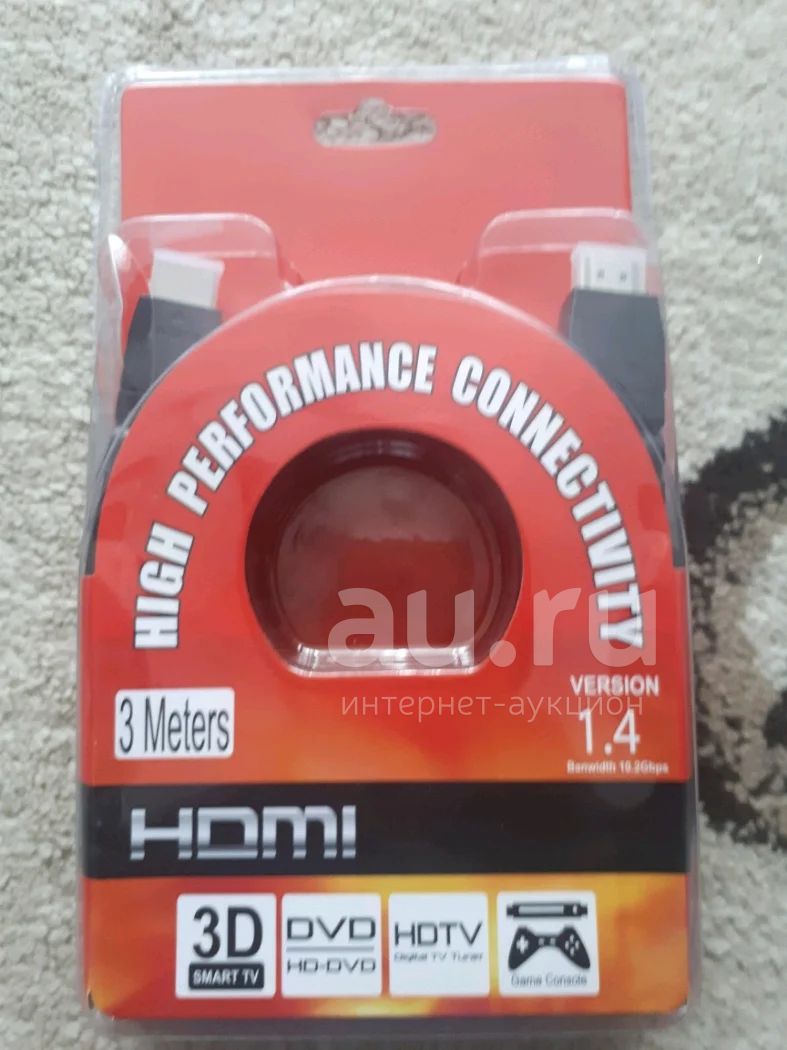 HIGH PERFORMANCE CONNECTIVITY
au.ru
интернет-аукцион
3 Meters
VERSION
1.4
Banwidth 10.2Gbps
HDMI
3D
SMART TV
DVD
HD-DVD
HDTV
Digital TV Tuner
Game Console